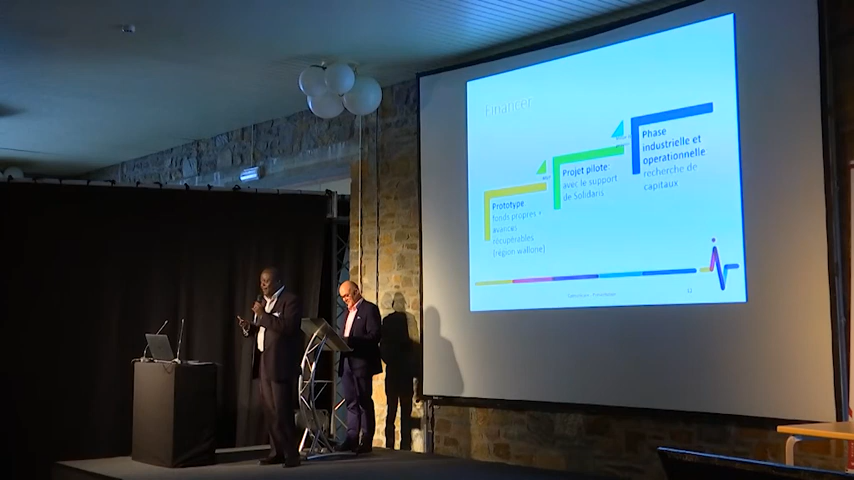 Financer
Prototype
fonds propres +
avances
récupérables
(région wallone)
Projet pilote:
avec le support
de Solidaris
Phase
industrielle et
opérationnelle
recherche de
capitaux